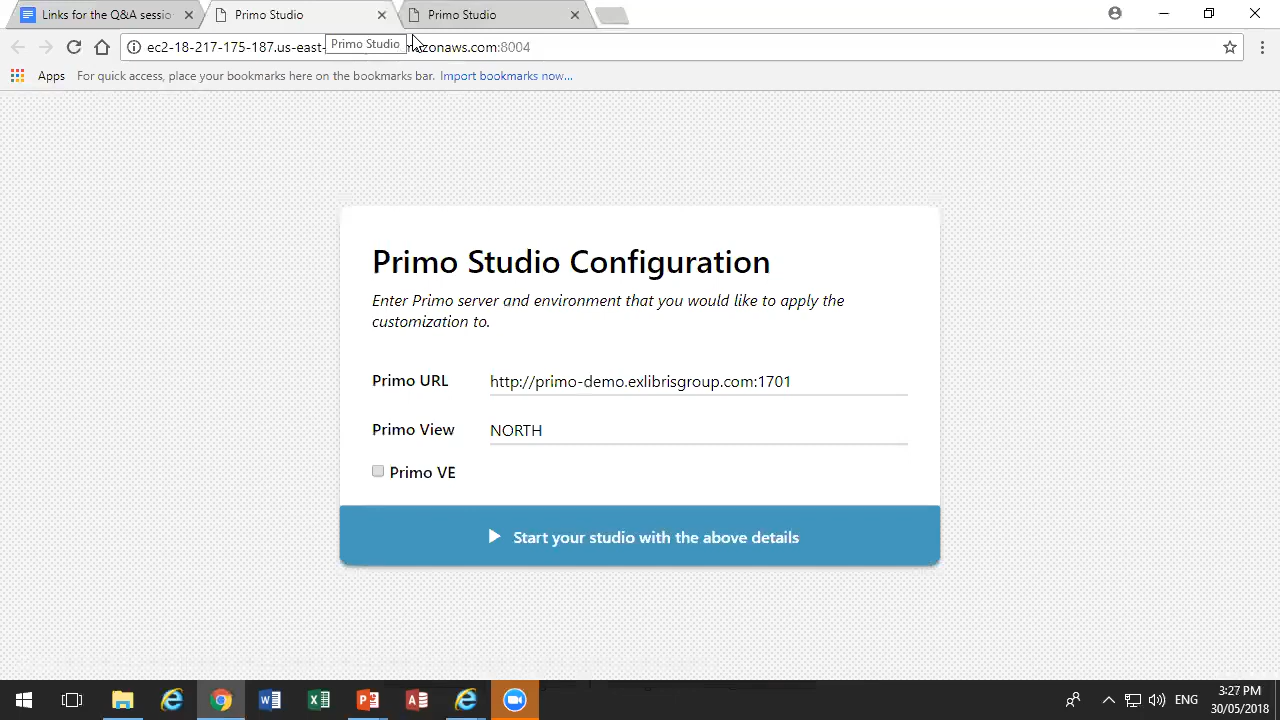 Links for the Q&A sessio
Primo Studio
Primo Studio
ec2-18-217-175-187.us-east-
Primo Studio
zonaws.com:8004
Apps
For quick access, place your bookmarks here on the bookmarks bar. Import bookmarks now...
Primo Studio Configuration
Enter Primo server and environment that you would like to apply the
customization to.
Primo URL
http://primo-demo.exlibrisgroup.com:1701
Primo View
NORTH
Primo VE
Start your studio with the above details
ENG
3:27 PM
30/05/2018